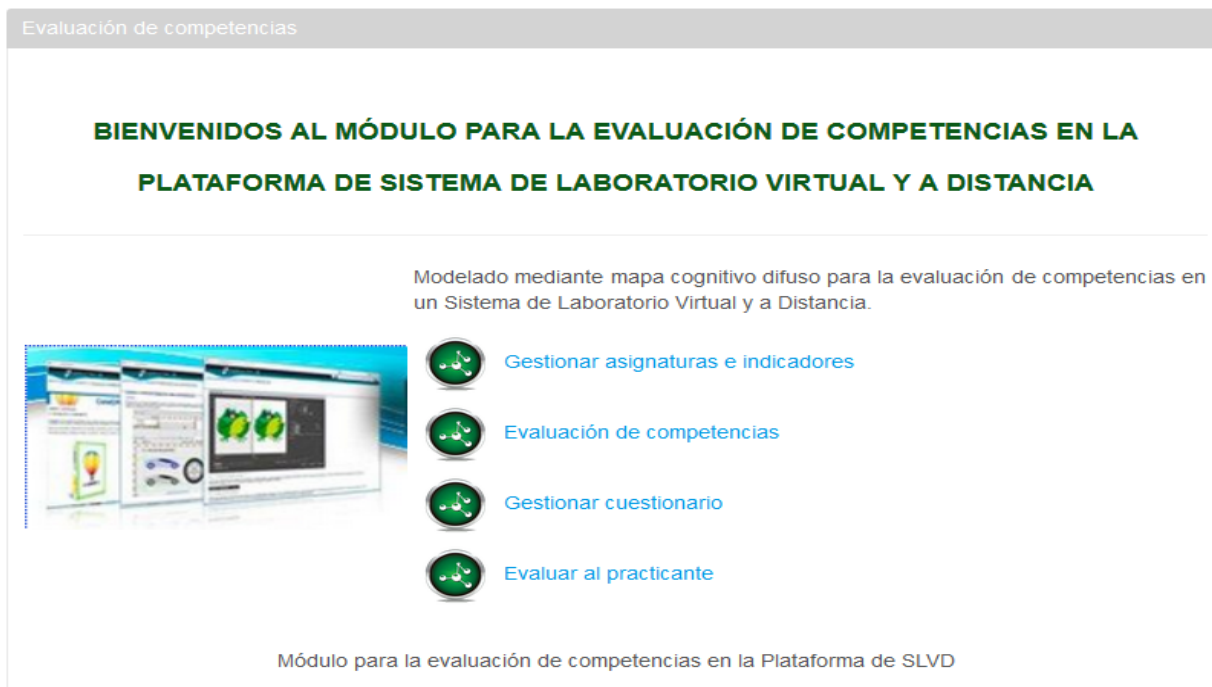 Evaluación de competencias
BIENVENIDOS AL MÓDULO PARA LA EVALUACIÓN DE COMPETENCIAS EN LA
PLATAFORMA DE SISTEMA DE LABORATORIO VIRTUAL Y A DISTANCIA
Modelado mediante mapa cognitivo difuso para la evaluación de competencias en
un Sistema de Laboratorio Virtual y a Distancia.
Gestionar asignaturas e indicadores
Evaluación de competencias
Gestionar cuestionario
Evaluar al practicante
Módulo para la evaluación de competencias en la Plataforma de SLVD